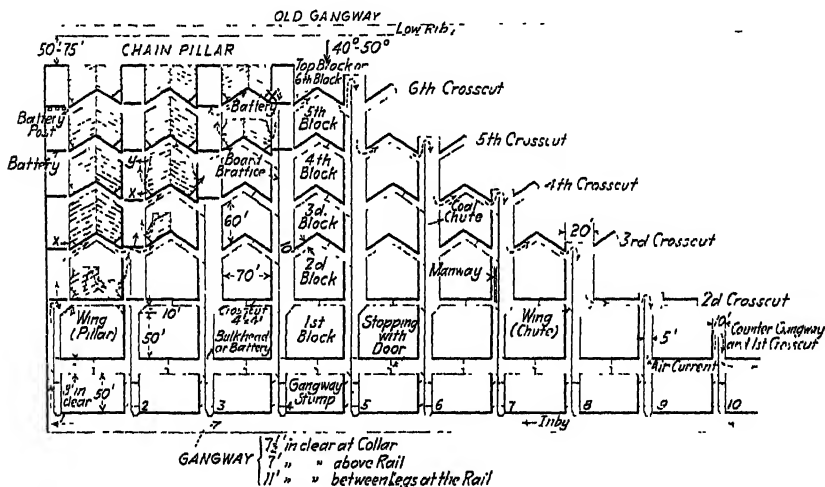 OLD GANGWAY
Low Rib
50'-75'
CHAIN PILLAR
40°-50°
Top Block or
6th Block
6th Crosscut
Battery
Battery
Post
5th
Block
5th Crosscut
Battery
y
Board
Brattice
4th
Block
4th Crosscut
x
Coal
Chute
60'
3d
Block
20'
3rd Crosscut
x
70'
2d
Block
Manway
2d Crosscut
Wing
(Pillar)
10'
50'
Crosscut
4'x4'
Bulkhead
or Battery
1st
Block
Stopping
with
Door
Wing
(Chute)
5'
10'
Counter Gangway
and 1st Crosscut
Air Current
in
clear
50'
Gangway
Stump
2
3
4
5
6
7
8
9
10
Inby
GANGWAY
7½' in clear at Collar
7' " " above Rail
11' " " between Legs at the Rail